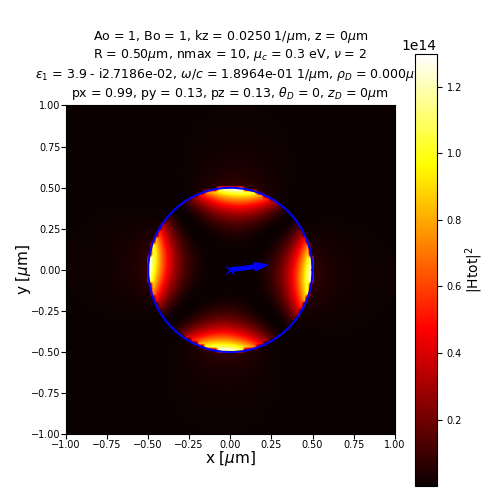 Ao = 1, Bo = 1, kz = 0.0250 1/μm, z = 0μm
R = 0.50μm, nmax = 10, μc = 0.3 eV, ν = 2
ε1 = 3.9 - i2.7186e-02, ω/c = 1.8964e-01 1/μm, ρD = 0.000μ
px = 0.99, py = 0.13, pz = 0.13, θD = 0, zD = 0μm
1e14
1.00
0.75
0.50
0.25
0.00
−0.25
−0.50
−0.75
−1.00
y [μm]
−1.00 −0.75 −0.50 −0.25 0.00 0.25 0.50 0.75 1.00
x [μm]
1.2
1.0
0.8
0.6
0.4
0.2
|Htot|²